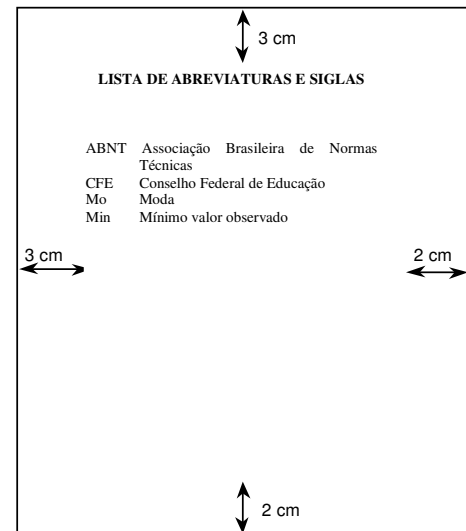 3 cm
LISTA DE ABREVIATURAS E SIGLAS
ABNT Associação Brasileira de Normas
Técnicas
CFE Conselho Federal de Educação
Mo Moda
Min Mínimo valor observado
3 cm
2 cm
2 cm